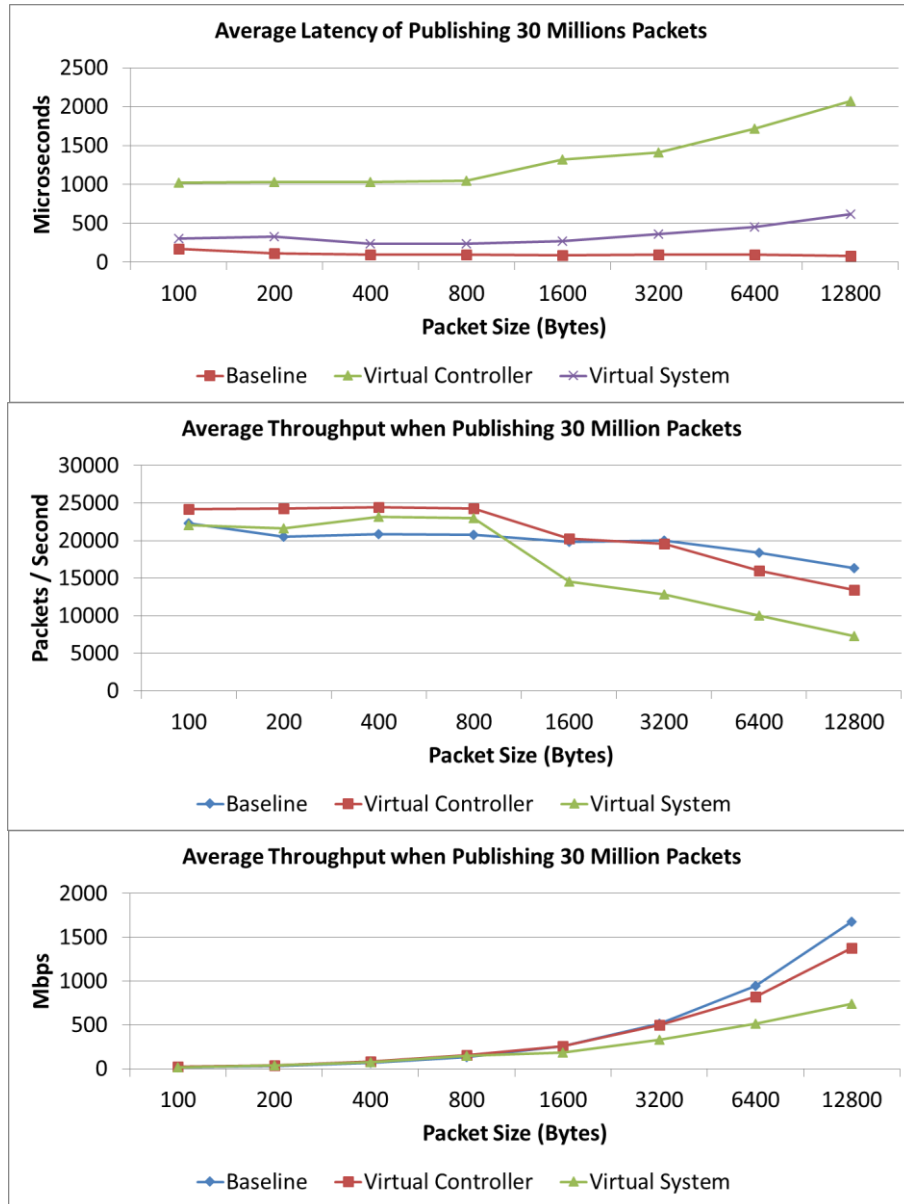 Average Latency of Publishing 30 Millions Packets
2500
2000
1500
1000
500
0
Microseconds
100 200 400 800 1600 3200 6400 12800
Packet Size (Bytes)
Baseline Virtual Controller Virtual System
Average Throughput when Publishing 30 Million Packets
30000
25000
20000
15000
10000
5000
0
Packets / Second
100 200 400 800 1600 3200 6400 12800
Packet Size (Bytes)
Baseline Virtual Controller Virtual System
Average Throughput when Publishing 30 Million Packets
2000
1500
1000
500
0
Mbps
100 200 400 800 1600 3200 6400 12800
Packet Size (Bytes)
Baseline Virtual Controller Virtual System